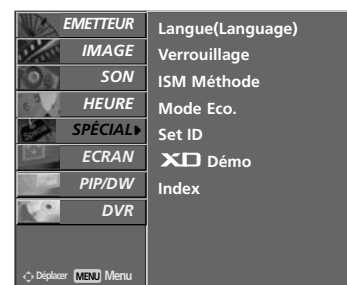 EMETTEUR
IMAGE
SON
HEURE
SPÉCIAL
ECRAN
PIP/DW
DVR
Déplacer MENU Menu
Langue(Language)
Verrouillage
ISM Méthode
Mode Eco.
Set ID
XD Démo
Index